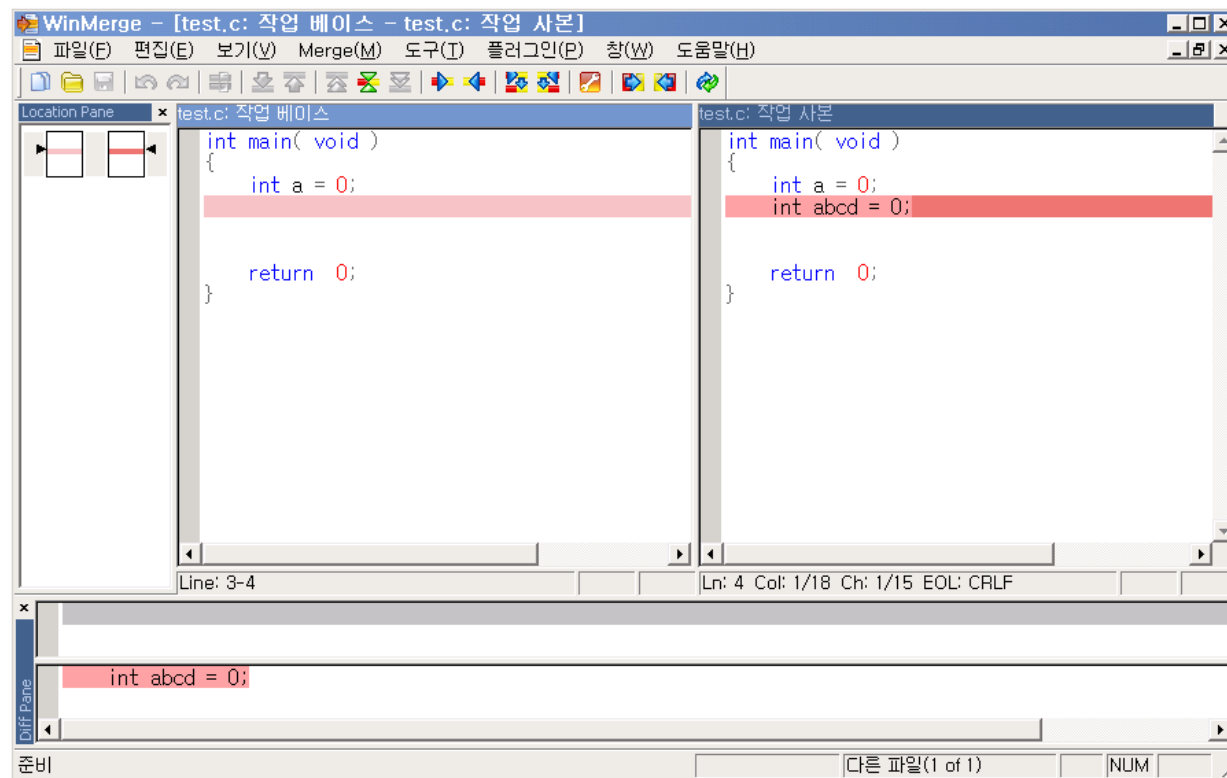 WinMerge - [test.c: 작업 베이스 - test.c: 작업 사본]
파일(F) 편집(E) 보기(V) Merge(M) 도구(T) 플러그인(P) 창(W) 도움말(H)
Location Pane
test.c: 작업 베이스
int main( void )
{
int a = 0;
return 0;
}
Line: 3-4
test.c: 작업 사본
int main( void )
{
int a = 0;
int abcd = 0;
return 0;
}
Ln: 4 Col: 1/18 Ch: 1/15 EOL: CRLF
Diff Pane
int abcd = 0;
준비
다른 파일(1 of 1)
NUM